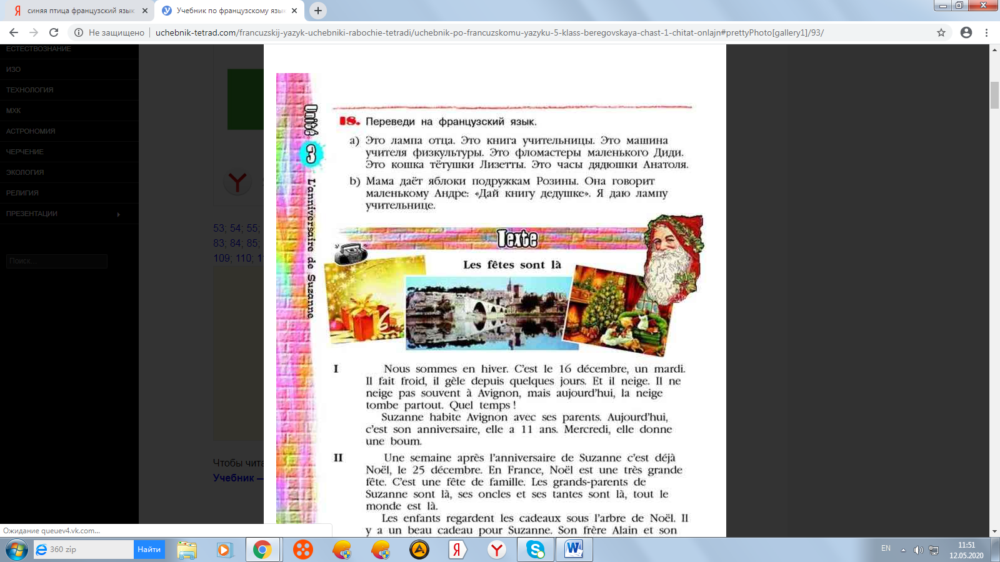 синяя птица французский язык
Учебник по французскому язык
Не защищено
uchebnik-tetrad.com/francuzskij-yazyk-uchebniki-rabochie-tetradi/uchebnik-po-francuzskomu-yazyku-5-klass-beregovskaya-chast-1-chitat-onlajn#prettyPhoto[gallery1]/93/
ЕСТЕСТВОЗНАНИЕ
ИЗО
ТЕХНОЛОГИЯ
МХК
АСТРОНОМИЯ
ЧЕРЧЕНИЕ
ЭКОЛОГИЯ
РЕЛИГИЯ
ПРЕЗЕНТАЦИИ
Поиск...
53; 54; 55;
83; 84; 85;
109; 110; 1
Чтобы чита
Учебник —
Unité
3
L'anniversaire de Suzanne
18. Переведи на французский язык.
a) Это лампа отца. Это книга учительницы. Это машина
учителя физкультуры. Это фломастеры маленького Диди.
Это кошка тётушки Лизетты. Это часы дядюшки Анатоля.
b) Мама даёт яблоки подружкам Розины. Она говорит
маленькому Андре: «Дай книгу дедушке». Я даю лампу
учительнице.
Texte
Les fêtes sont là
I Nous sommes en hiver. C'est le 16 décembre, un mardi.
Il fait froid, il gèle depuis quelques jours. Et il neige. Il ne
neige pas souvent à Avignon, mais aujourd'hui, la neige
tombe partout. Quel temps !
Suzanne habite Avignon avec ses parents. Aujourd'hui,
c'est son anniversaire, elle a 11 ans. Mercredi, elle donne
une boum.
II Une semaine après l'anniversaire de Suzanne c'est déjà
Noël, le 25 décembre. En France, Noël est une très grande
fête. C'est une fête de famille. Les grands-parents de
Suzanne sont là, ses oncles et ses tantes sont là, tout le
monde est là.
Les enfants regardent les cadeaux sous l'arbre de Noël. Il
y a un beau cadeau pour Suzanne. Son frère Alain et son
Ожидание queuev4.vk.com...
360 zip
Найти
EN
11:51
12.05.2020